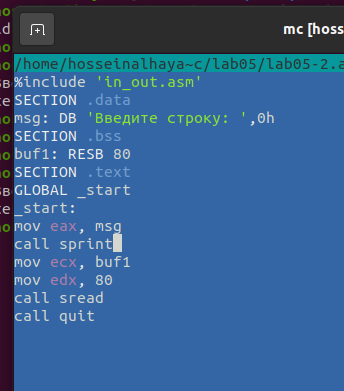 mc [hoss
/home/hosseinalhaya~c/lab05/lab05-2.a
%include 'in_out.asm'
SECTION .data
msg: DB 'Введите строку: ',0h
SECTION .bss
buf1: RESB 80
SECTION .text
GLOBAL _start
_start:
mov eax, msg
call sprint
mov ecx, buf1
mov edx, 80
call sread
call quit